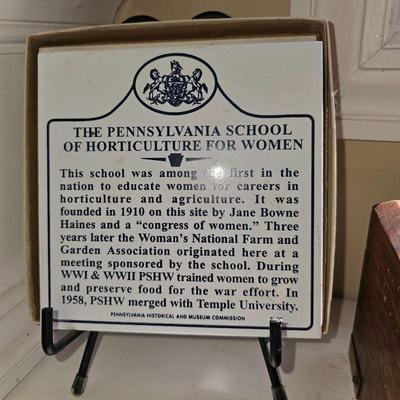 THE PENNSYLVANIA SCHOOL
OF HORTICULTURE FOR WOMEN
This school was among the first in the
nation to educate women for careers in
horticulture and agriculture. It was
founded in 1910 on this site by Jane Bowne
Haines and a “congress of women.” Three
years later the Woman's National Farm and
Garden Association originated here at a
meeting sponsored by the school. During
WWI & WWII PSHW trained women to grow
and preserve food for the war effort. In
1958, PSHW merged with Temple University.
PENNSYLVANIA HISTORICAL AND MUSEUM COMMISSION